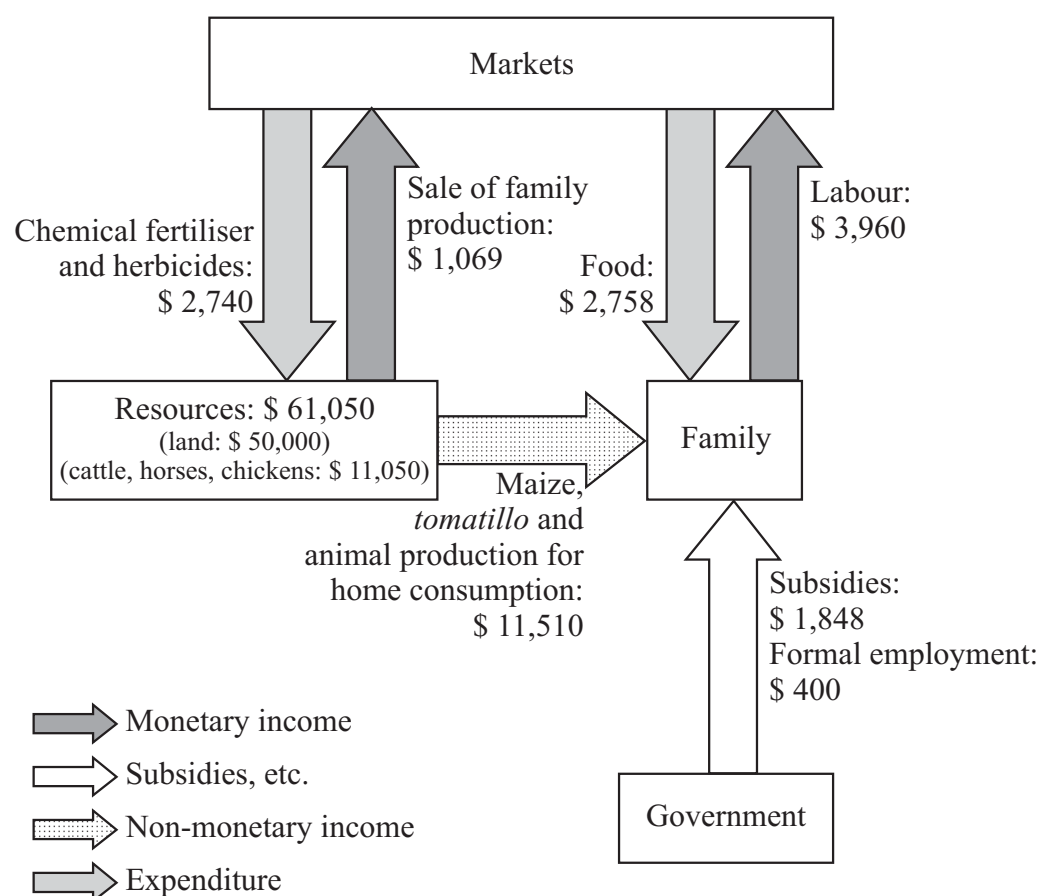 Markets
Chemical fertiliser
and herbicides:
$ 2,740
Sale of family
production:
$ 1,069
Food:
$ 2,758
Labour:
$ 3,960
Resources: $ 61,050
(land: $ 50,000)
(cattle, horses, chickens: $ 11,050)
Family
Maize,
tomatillo and
animal production for
home consumption:
$ 11,510
Subsidies:
$ 1,848
Formal employment:
$ 400
Government
Monetary income
Subsidies, etc.
Non-monetary income
Expenditure